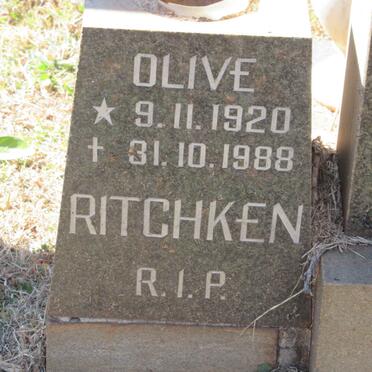 OLIVE
★ 9.11.1920
✝ 31.10.1988
RITCHKEN
R.I.P.